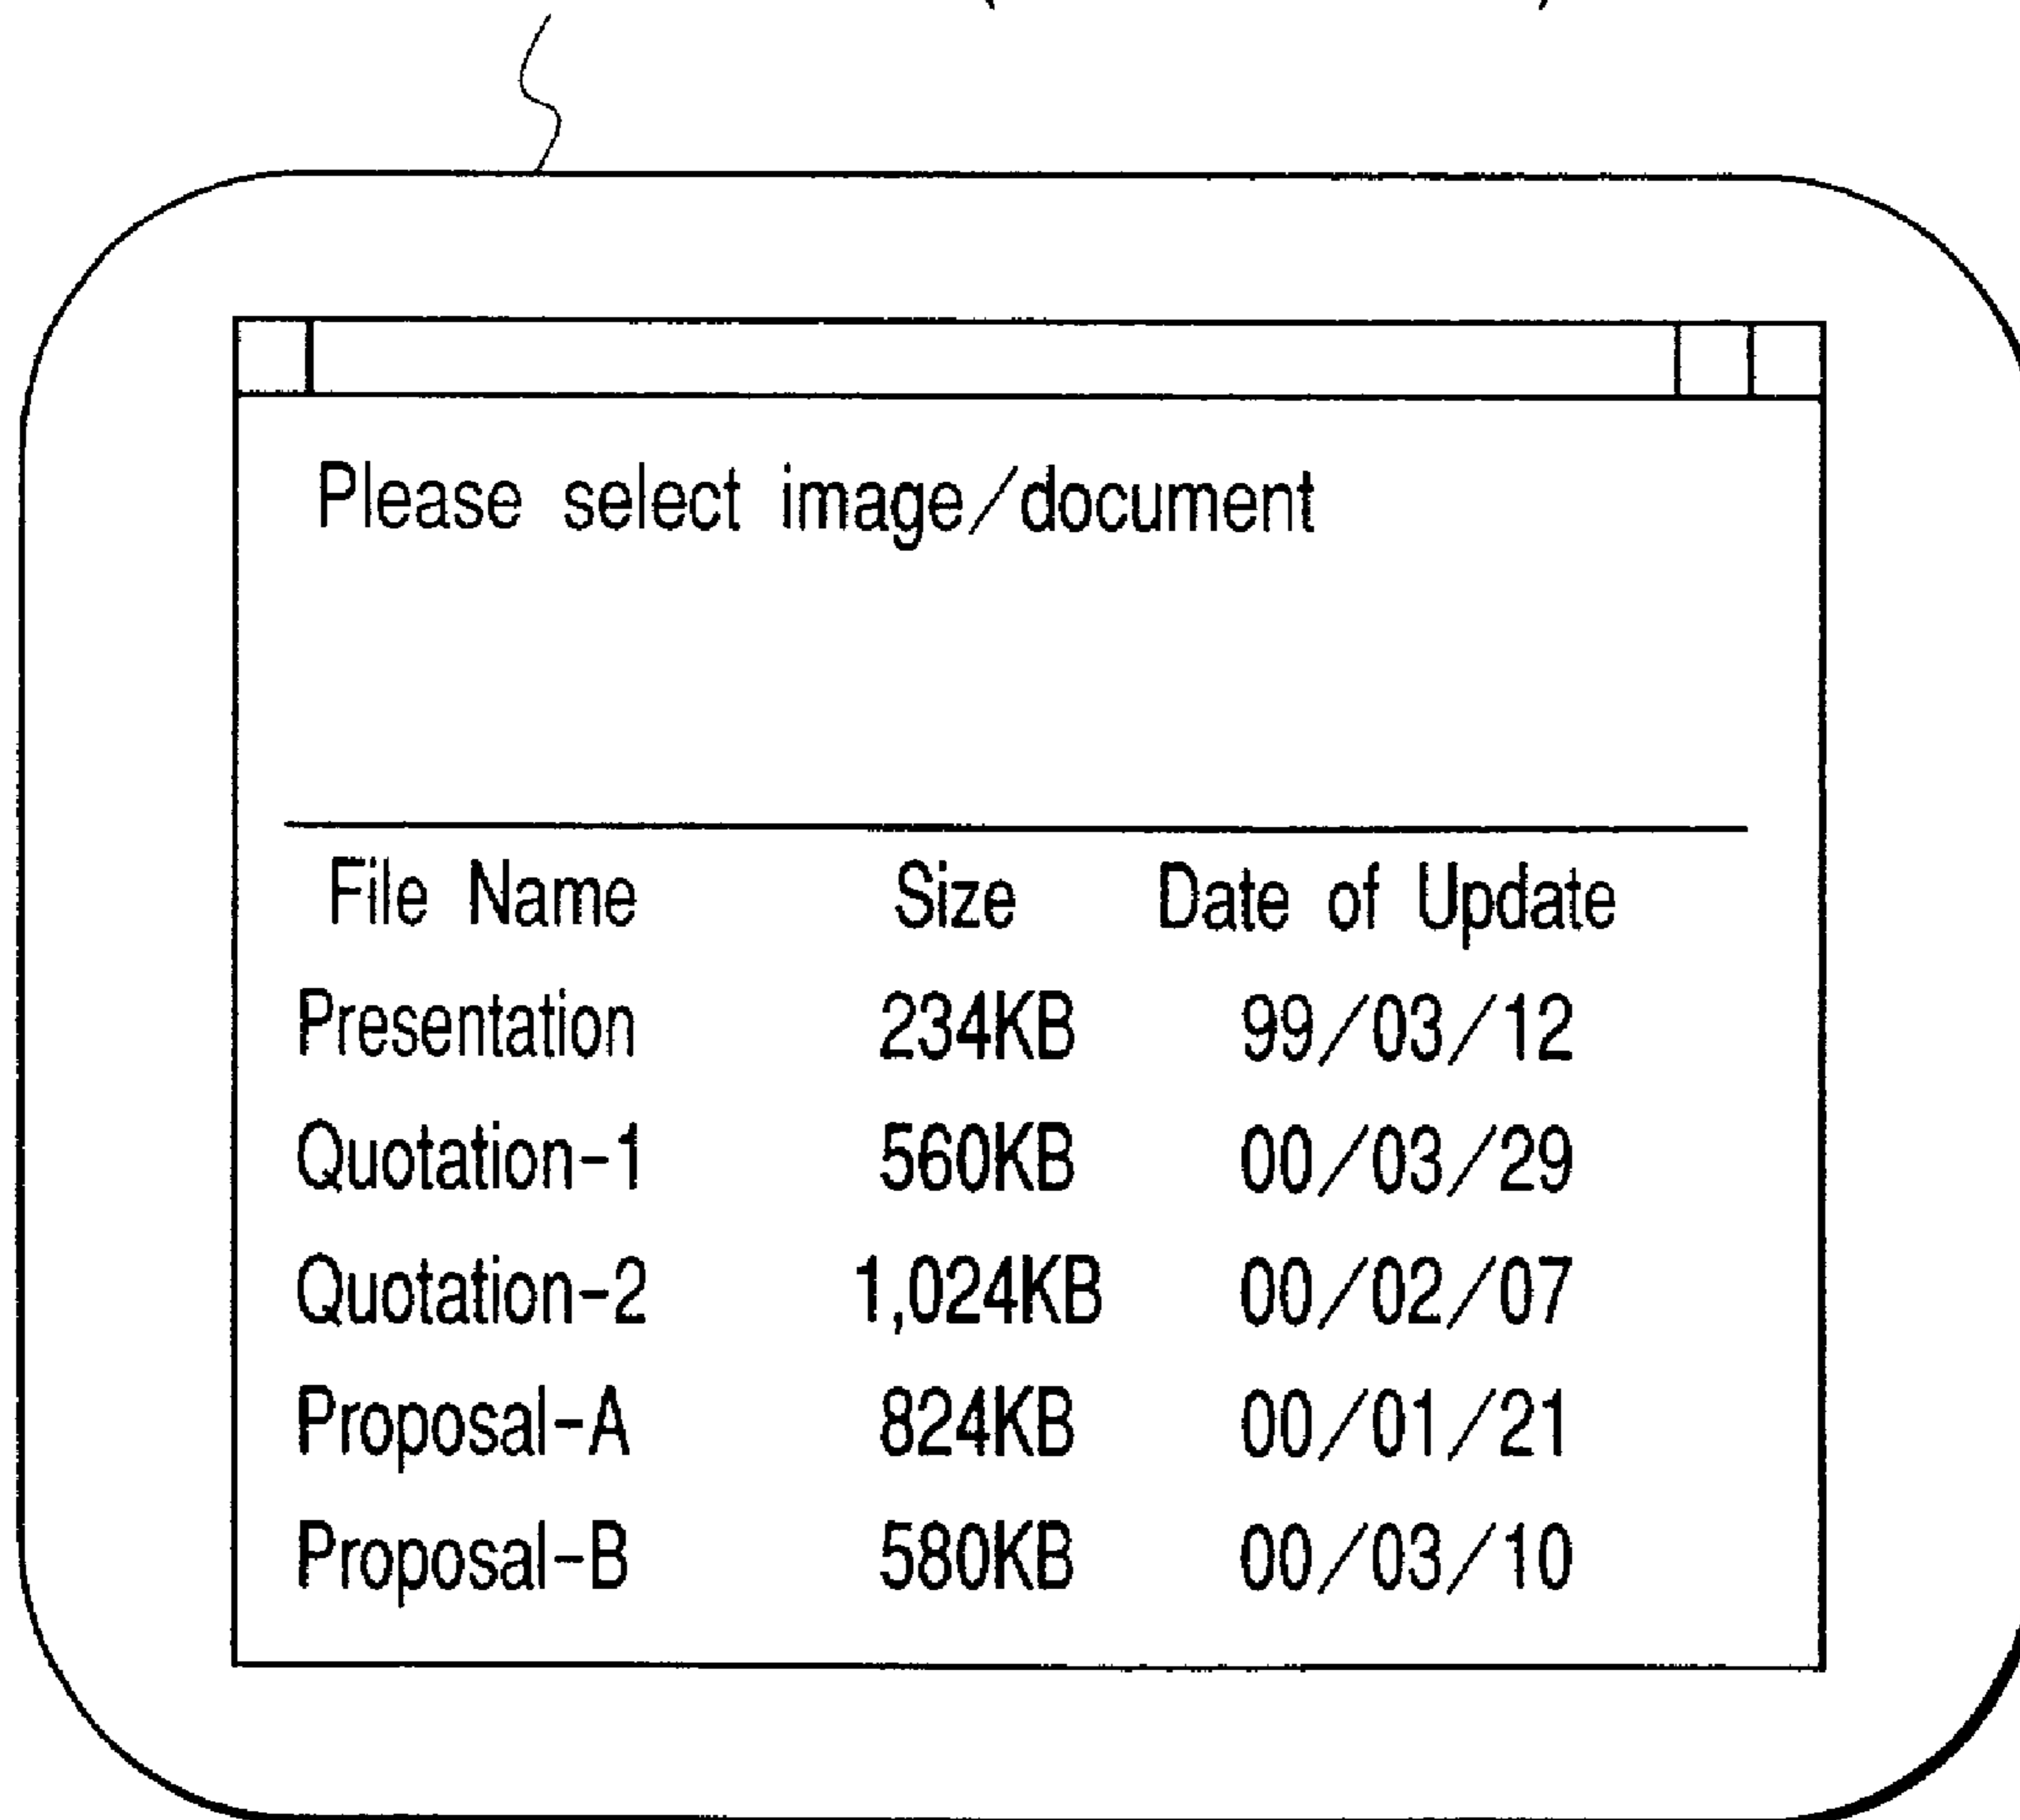 Please select image/document
File Name Size Date of Update
Presentation 234KB 99/03/12
Quotation-1 560KB 00/03/29
Quotation-2 1,024KB 00/02/07
Proposal-A 824KB 00/01/21
Proposal-B 580KB 00/03/10